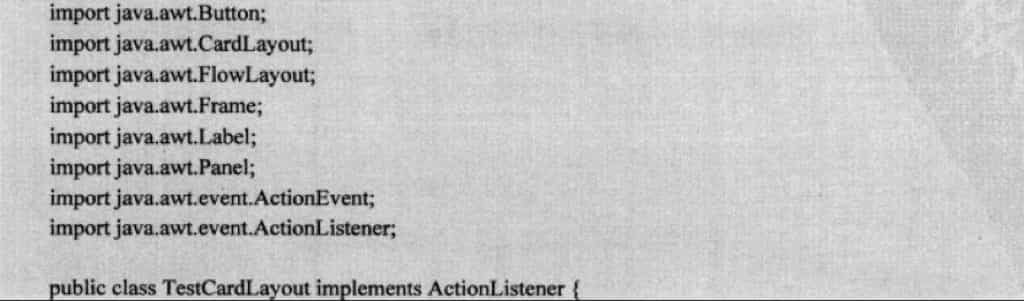 import java.awt.Button;
import java.awt.CardLayout;
import java.awt.FlowLayout;
import java.awt.Frame;
import java.awt.Label;
import java.awt.Panel;
import java.awt.event.ActionEvent;
import java.awt.event.ActionListener;
public class TestCardLayout implements ActionListener {